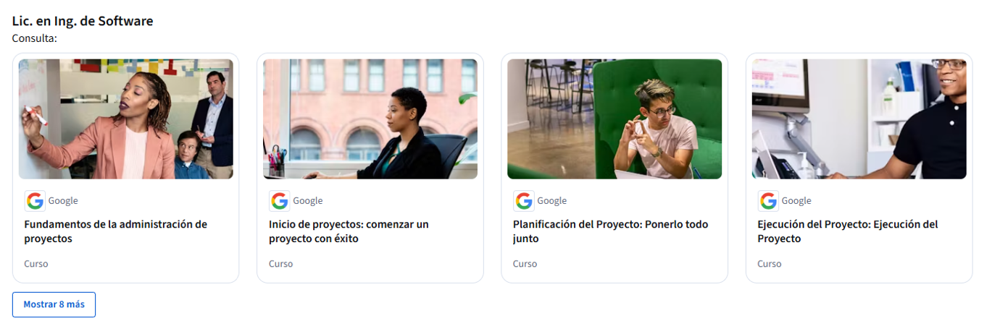 Lic. en Ing. de Software
Consulta:
Google
Fundamentos de la administración de
proyectos
Curso
Google
Inicio de proyectos: comenzar un
proyecto con éxito
Curso
Google
Planificación del Proyecto: Ponerlo todo
junto
Curso
Google
Ejecución del Proyecto: Ejecución del
Proyecto
Curso
Mostrar 8 más